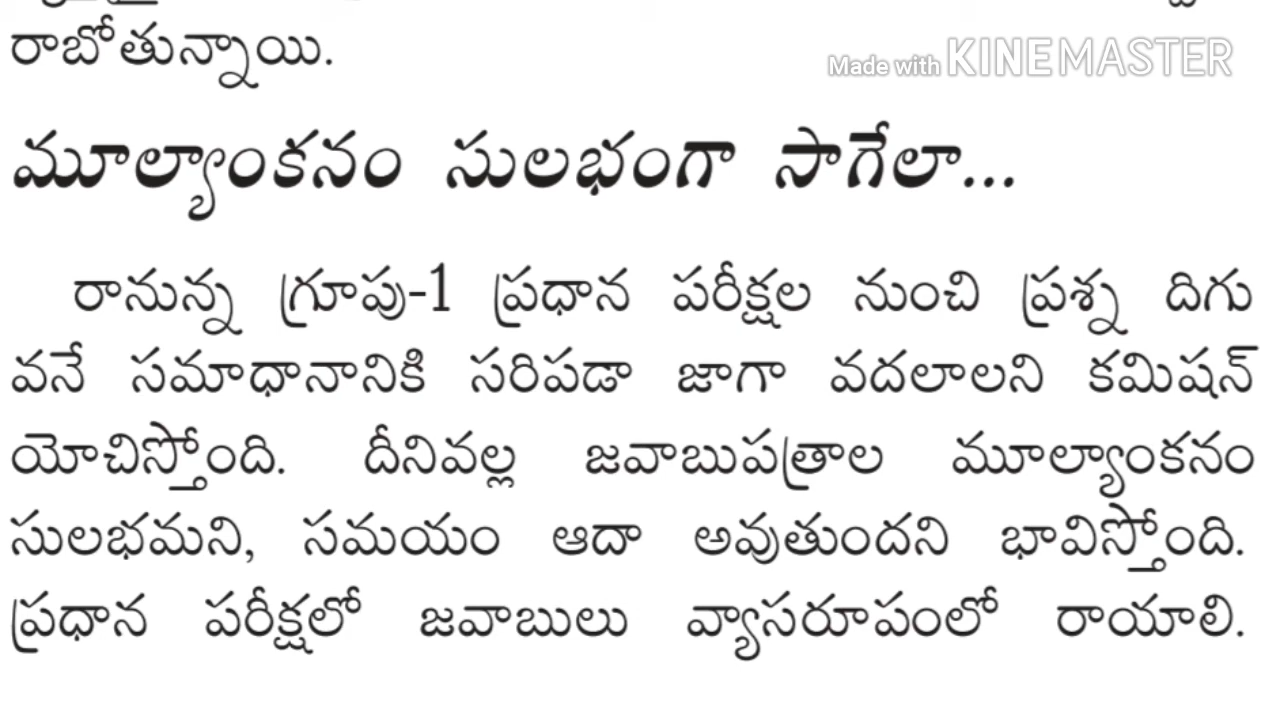 రాబోతున్నాయి.
Made with KINEMASTER
మూల్యాంకనం సులభంగా సాగేలా...
రానున్న గ్రూపు-1 ప్రధాన పరీక్షల నుంచి ప్రశ్న దిగు
వనే సమాధానానికి సరిపడా జాగా వదలాలని కమిషన్
యోచిస్తోంది. దీనివల్ల జవాబుపత్రాల మూల్యాంకనం
సులభమని, సమయం ఆదా అవుతుందని భావిస్తోంది.
ప్రధాన పరీక్షలో జవాబులు వ్యాసరూపంలో రాయాలి.